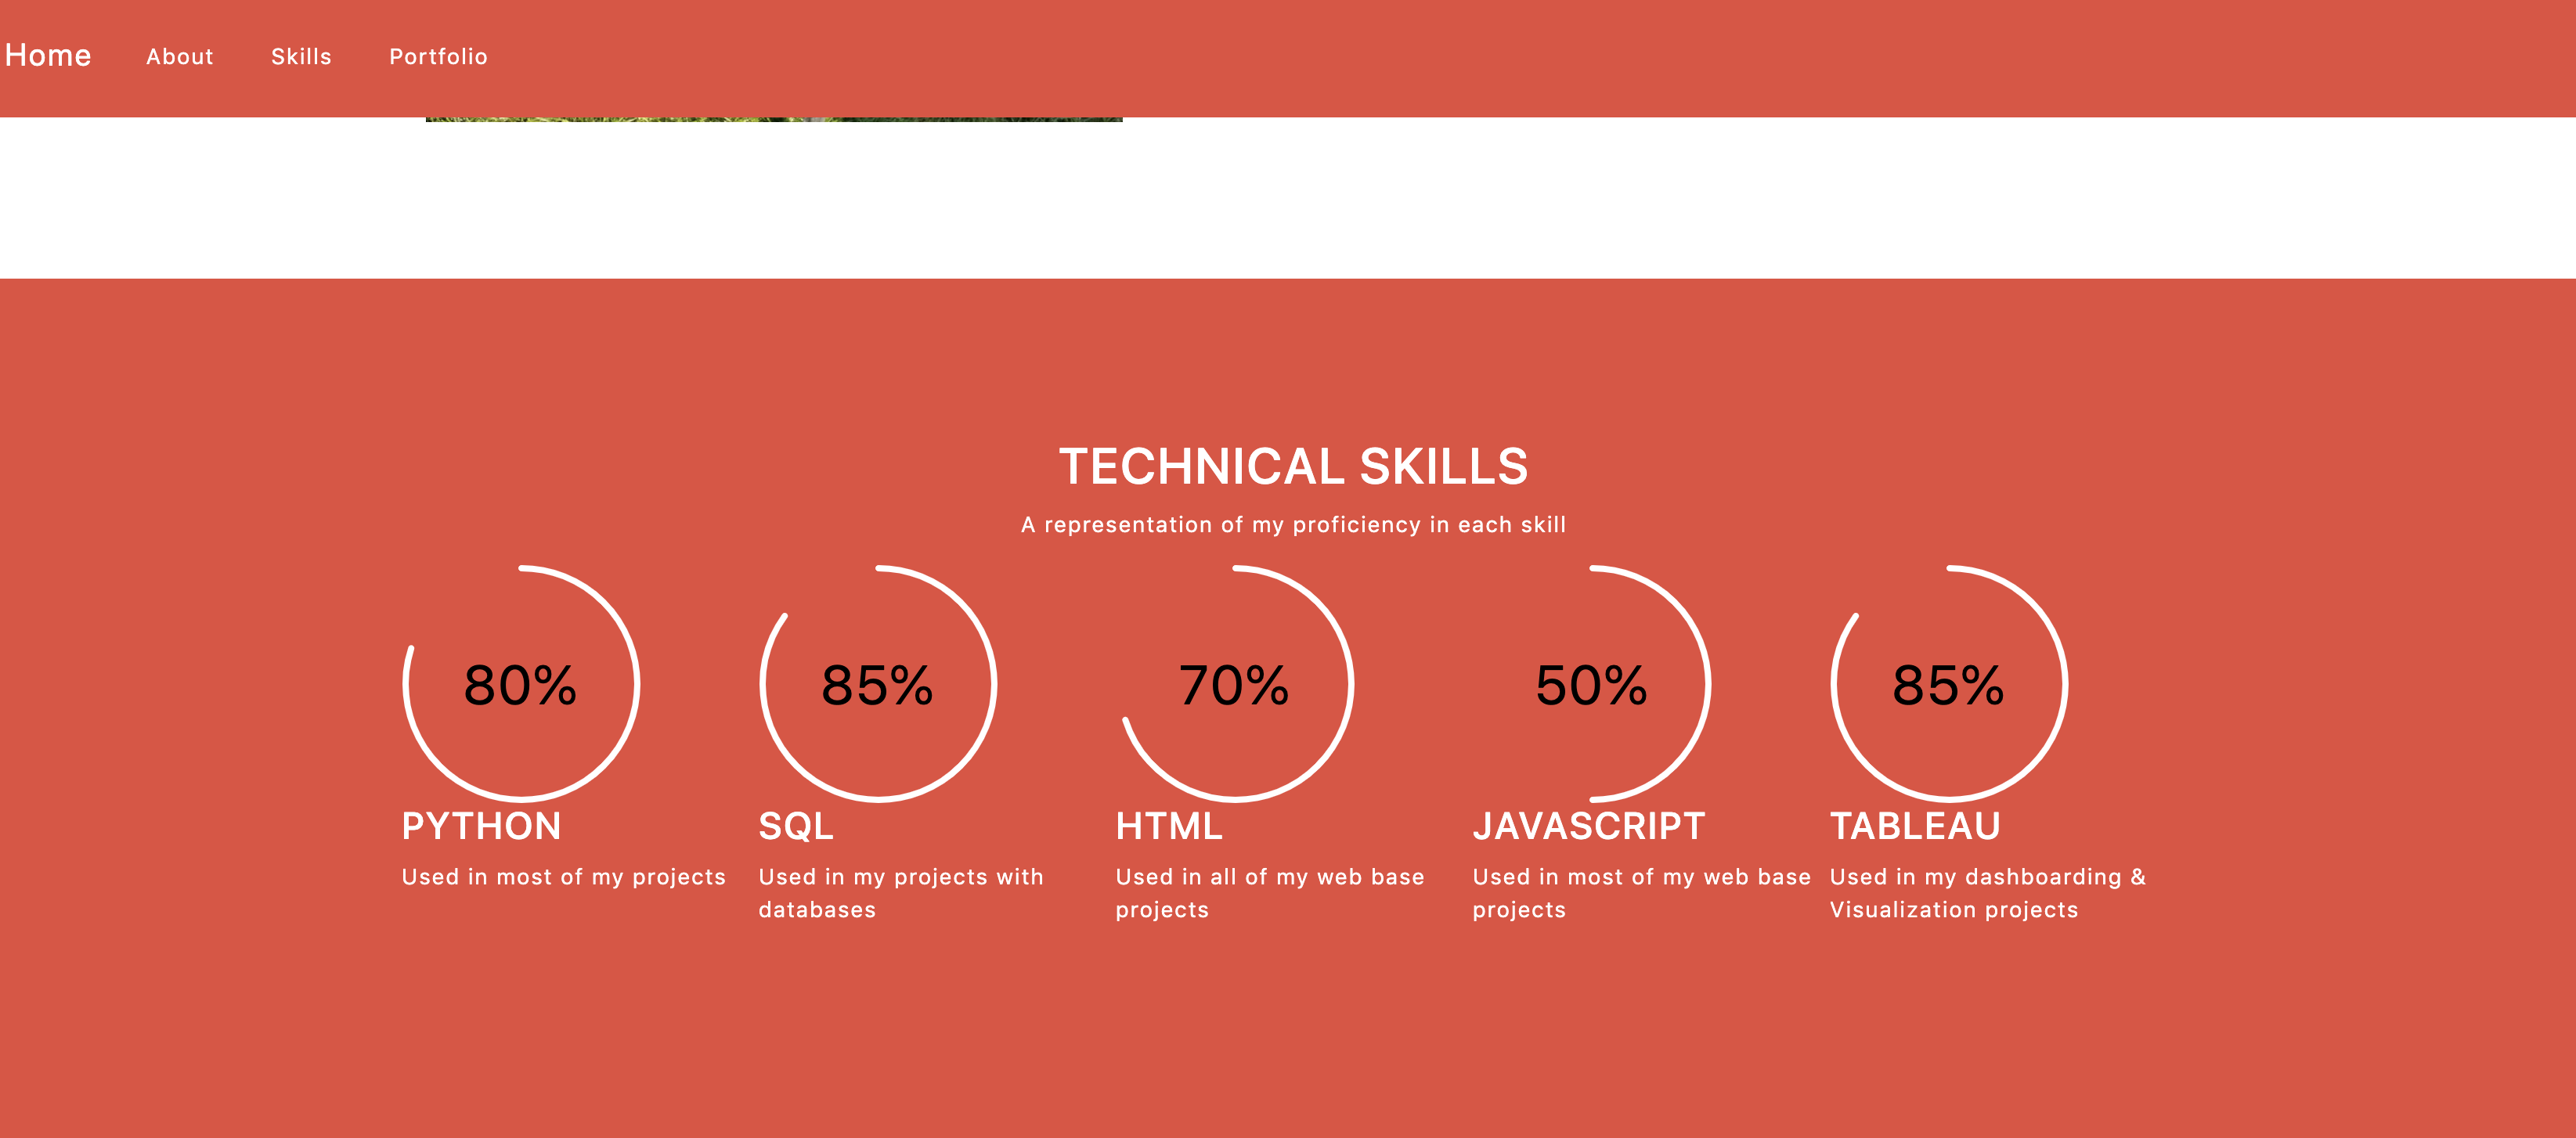 Home About Skills Portfolio
TECHNICAL SKILLS
A representation of my proficiency in each skill
80% 85% 70% 50% 85%
PYTHON SQL HTML JAVASCRIPT TABLEAU
Used in most of my projects Used in my projects with Used in all of my web base Used in most of my web base Used in my dashboarding &
databases projects projects Visualization projects